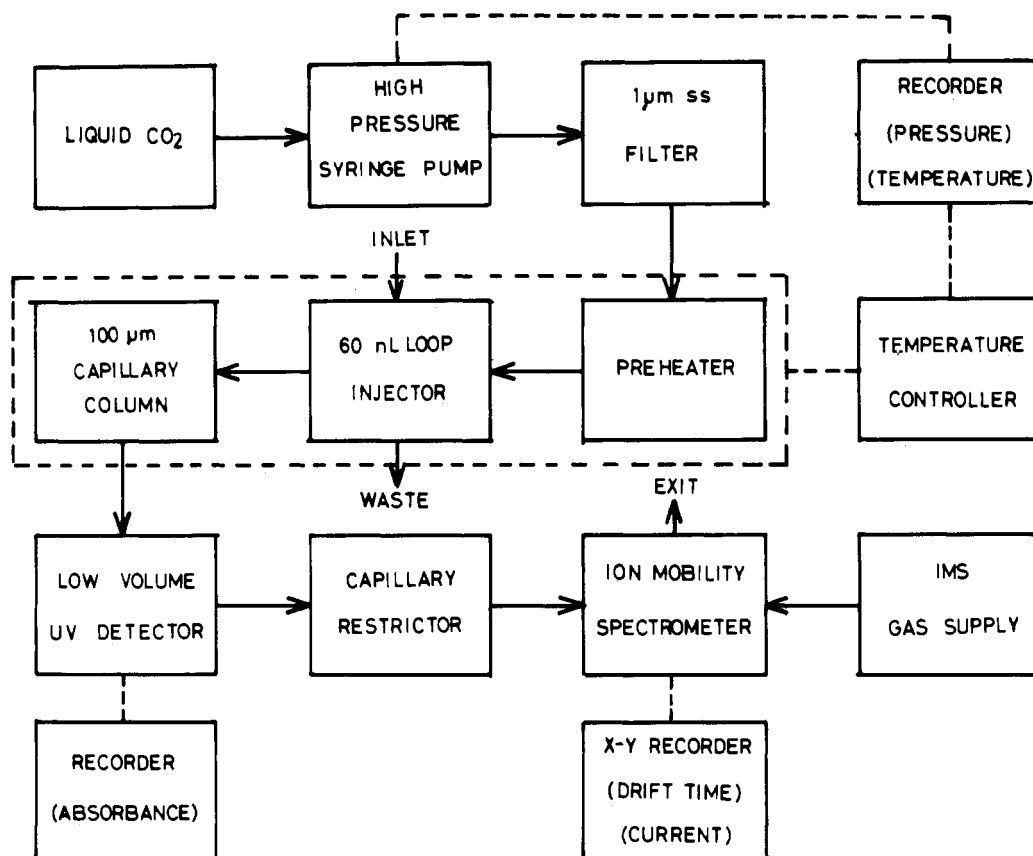 LIQUID CO₂
HIGH
PRESSURE
SYRINGE PUMP
1µm ss
FILTER
RECORDER
(PRESSURE)
(TEMPERATURE)
INLET
100 µm
CAPILLARY
COLUMN
60 nL LOOP
INJECTOR
PREHEATER
TEMPERATURE
CONTROLLER
WASTE
EXIT
LOW VOLUME
UV DETECTOR
CAPILLARY
RESTRICTOR
ION MOBILITY
SPECTROMETER
IMS
GAS SUPPLY
RECORDER
(ABSORBANCE)
X-Y RECORDER
(DRIFT TIME)
(CURRENT)